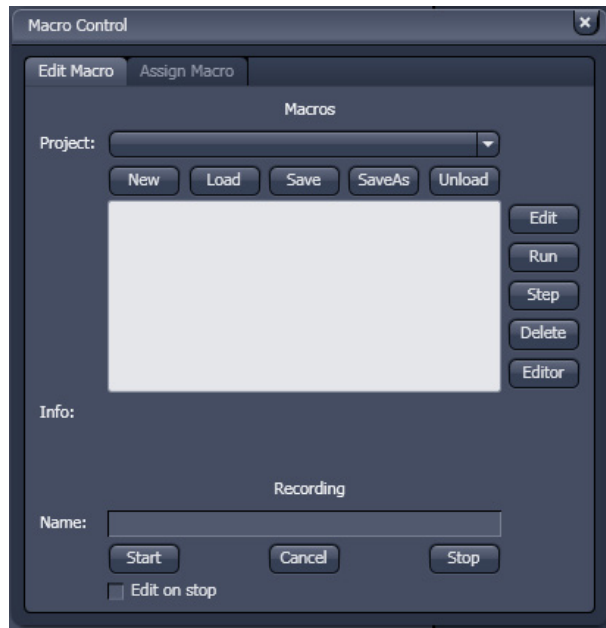 Macro Control
Edit Macro Assign Macro
Macros
Project:
New Load Save SaveAs Unload
Edit
Run
Step
Delete
Editor
Info:
Recording
Name:
Start Cancel Stop
Edit on stop